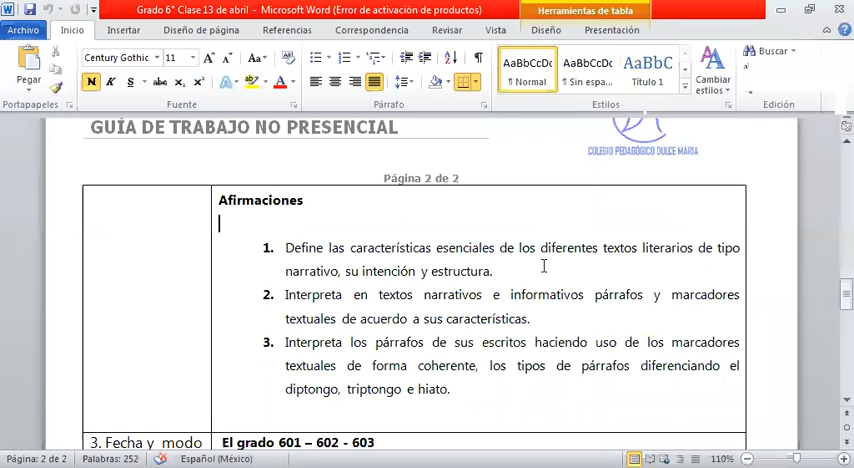 Grado 6° Clase 13 de abril - Microsoft Word (Error de activación de productos)
Herramientas de tabla
Archivo Inicio Insertar Diseño de página Referencias Correspondencia Revisar Vista Diseño Presentación
Century Gothic 11 A A Aa
AaBbCcDc AaBbCcDc AaBbC
Buscar
Pegar
N K S abc x₂ x²
¶ Normal ¶ Sin espa... Título 1
Cambiar
estilos
Portapapeles Fuente Párrafo Estilos Edición
GUÍA DE TRABAJO NO PRESENCIAL
COLEGIO PEDAGÓGICO DULCE MARIA
Página 2 de 2
Afirmaciones
1. Define las características esenciales de los diferentes textos literarios de tipo
narrativo, su intención y estructura.
2. Interpreta en textos narrativos e informativos párrafos y marcadores
textuales de acuerdo a sus características.
3. Interpreta los párrafos de sus escritos haciendo uso de los marcadores
textuales de forma coherente, los tipos de párrafos diferenciando el
diptongo, triptongo e hiato.
3. Fecha y modo El grado 601 – 602 - 603
Página: 2 de 2 Palabras: 252 Español (México) 110%